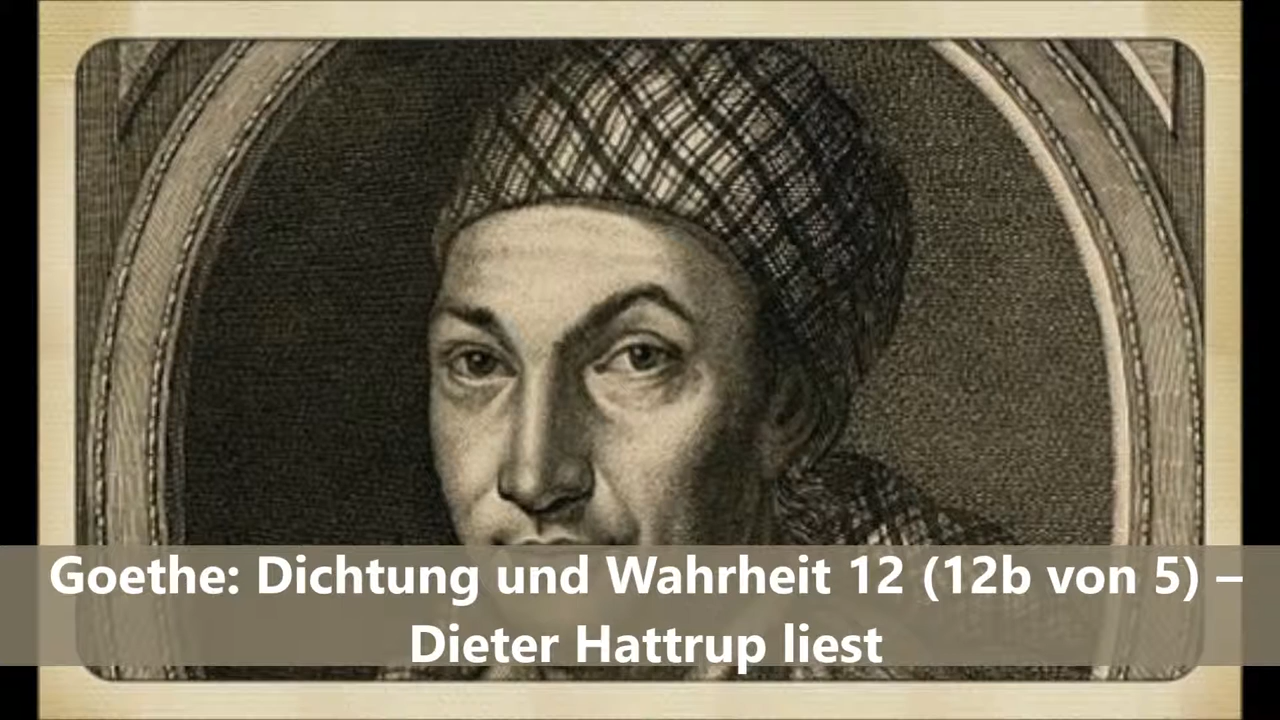 Goethe: Dichtung und Wahrheit 12 (12b von 5) –
Dieter Hattrup liest